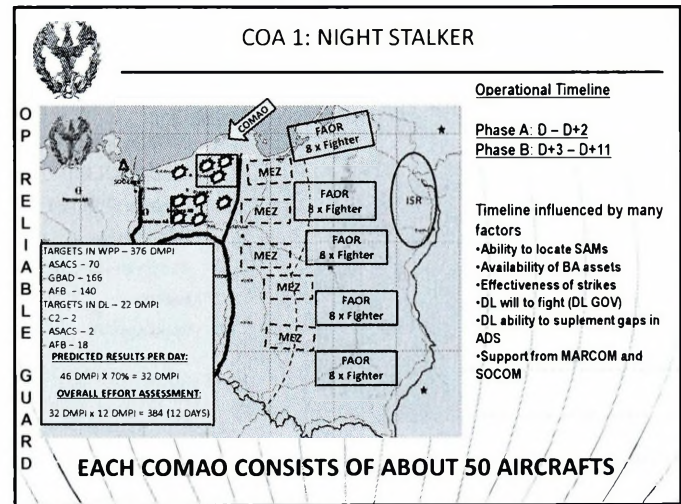 COA 1: NIGHT STALKER
OP RELIABLE GUARD
COMAO
FAOR
8 x Fighter
MEZ
FAOR
8 x Fighter
MEZ
FAOR
8 x Fighter
MEZ
MEZ
FAOR
8 x Fighter
MEZ
FAOR
8 x Fighter
ISR
TARGETS IN WPP – 376 DMPI
- ASACS – 70
- GBAD – 166
- AFB – 140
TARGETS IN DL – 22 DMPI
- C2 – 2
- ASACS – 2
- AFB – 18
PREDICTED RESULTS PER DAY:
46 DMPI X 70% = 32 DMPI
OVERALL EFFORT ASSESSMENT:
32 DMPI x 12 DMPI = 384 (12 DAYS)
Operational Timeline
Phase A: D – D+2
Phase B: D+3 – D+11
Timeline influenced by many
factors
•Ability to locate SAMs
•Availability of BA assets
•Effectiveness of strikes
•DL will to fight (DL GOV)
•DL ability to suplement gaps in
ADS
•Support from MARCOM and
SOCOM
EACH COMAO CONSISTS OF ABOUT 50 AIRCRAFTS